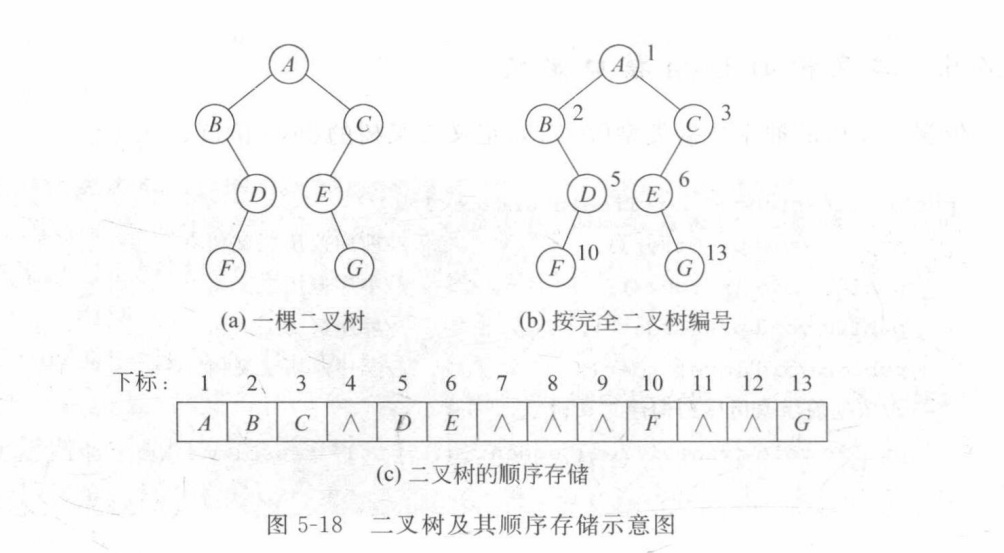 A
B C
D E
F G
(a) 一棵二叉树
A 1
B 2 C 3
D 5 E 6
F 10 G 13
(b) 按完全二叉树编号
下标: 1 2 3 4 5 6 7 8 9 10 11 12 13
A B C ∧ D E ∧ ∧ ∧ F ∧ ∧ G
(c) 二叉树的顺序存储
图 5-18 二叉树及其顺序存储示意图